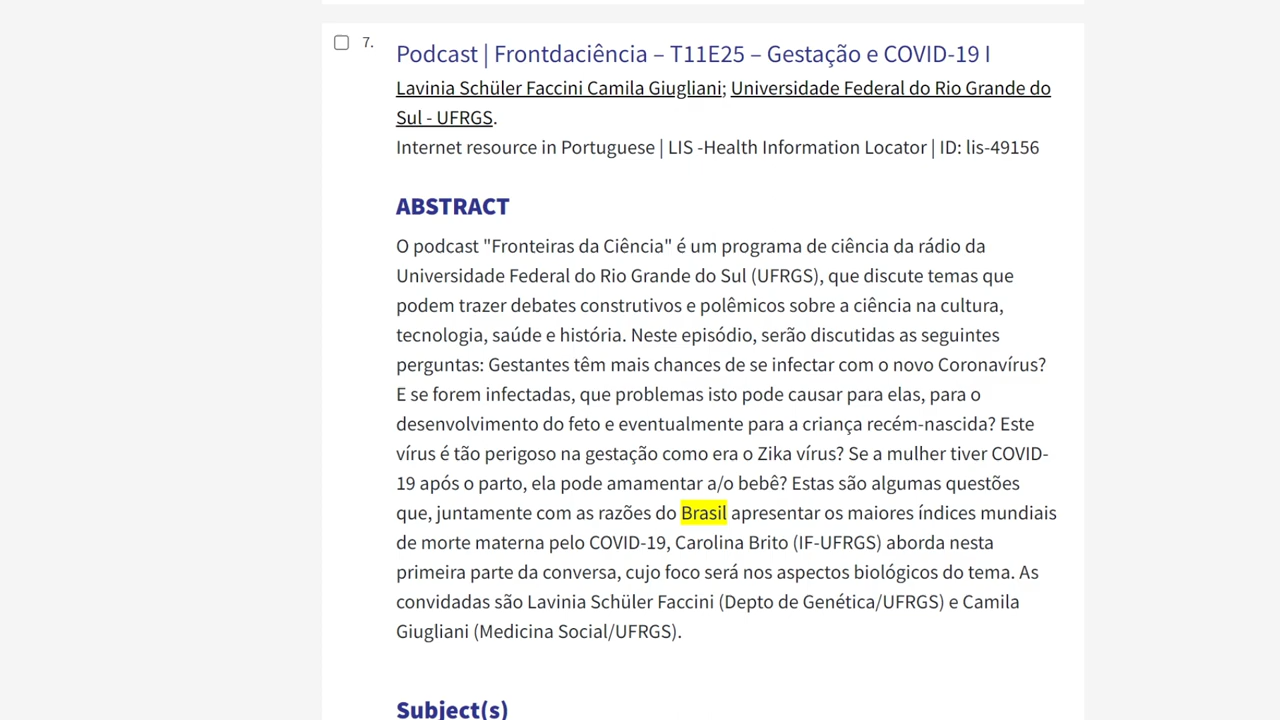 7.
Podcast | Frontdaciência – T11E25 – Gestação e COVID-19 I
Lavinia Schüler Faccini Camila Giugliani; Universidade Federal do Rio Grande do
Sul - UFRGS.
Internet resource in Portuguese | LIS -Health Information Locator | ID: lis-49156
ABSTRACT
O podcast "Fronteiras da Ciência" é um programa de ciência da rádio da
Universidade Federal do Rio Grande do Sul (UFRGS), que discute temas que
podem trazer debates construtivos e polêmicos sobre a ciência na cultura,
tecnologia, saúde e história. Neste episódio, serão discutidas as seguintes
perguntas: Gestantes têm mais chances de se infectar com o novo Coronavírus?
E se forem infectadas, que problemas isto pode causar para elas, para o
desenvolvimento do feto e eventualmente para a criança recém-nascida? Este
vírus é tão perigoso na gestação como era o Zika vírus? Se a mulher tiver COVID-
19 após o parto, ela pode amamentar a/o bebê? Estas são algumas questões
que, juntamente com as razões do Brasil apresentar os maiores índices mundiais
de morte materna pelo COVID-19, Carolina Brito (IF-UFRGS) aborda nesta
primeira parte da conversa, cujo foco será nos aspectos biológicos do tema. As
convidadas são Lavinia Schüler Faccini (Depto de Genética/UFRGS) e Camila
Giugliani (Medicina Social/UFRGS).
Subject(s)